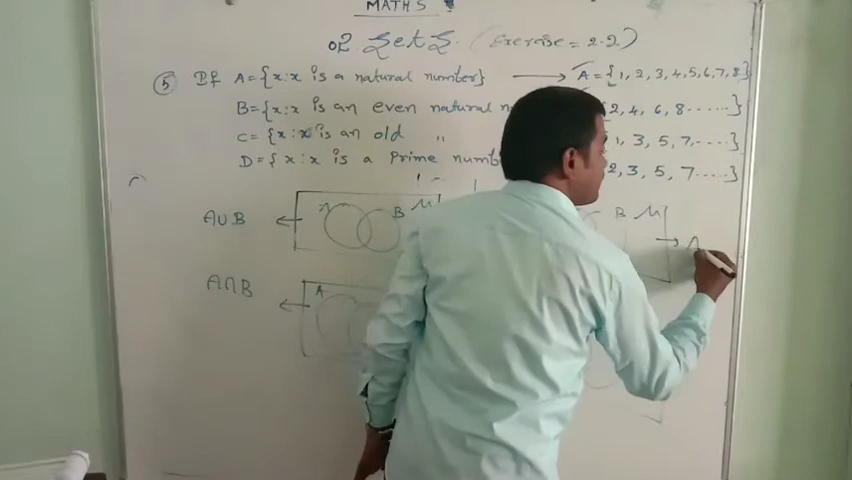 MATHS
02. Sets. (Exercise = 2.2)
⑤ If A={x:x is a natural number} → A={1,2,3,4,5,6,7,8}
B={x:x is an even natural 2,4,6,8......}
C={x:x is an old " 1,3,5,7,....}
D={x:x is a Prime numb 2,3,5,7.....}
A∪B ← A B μ B μ →
A∩B ← A